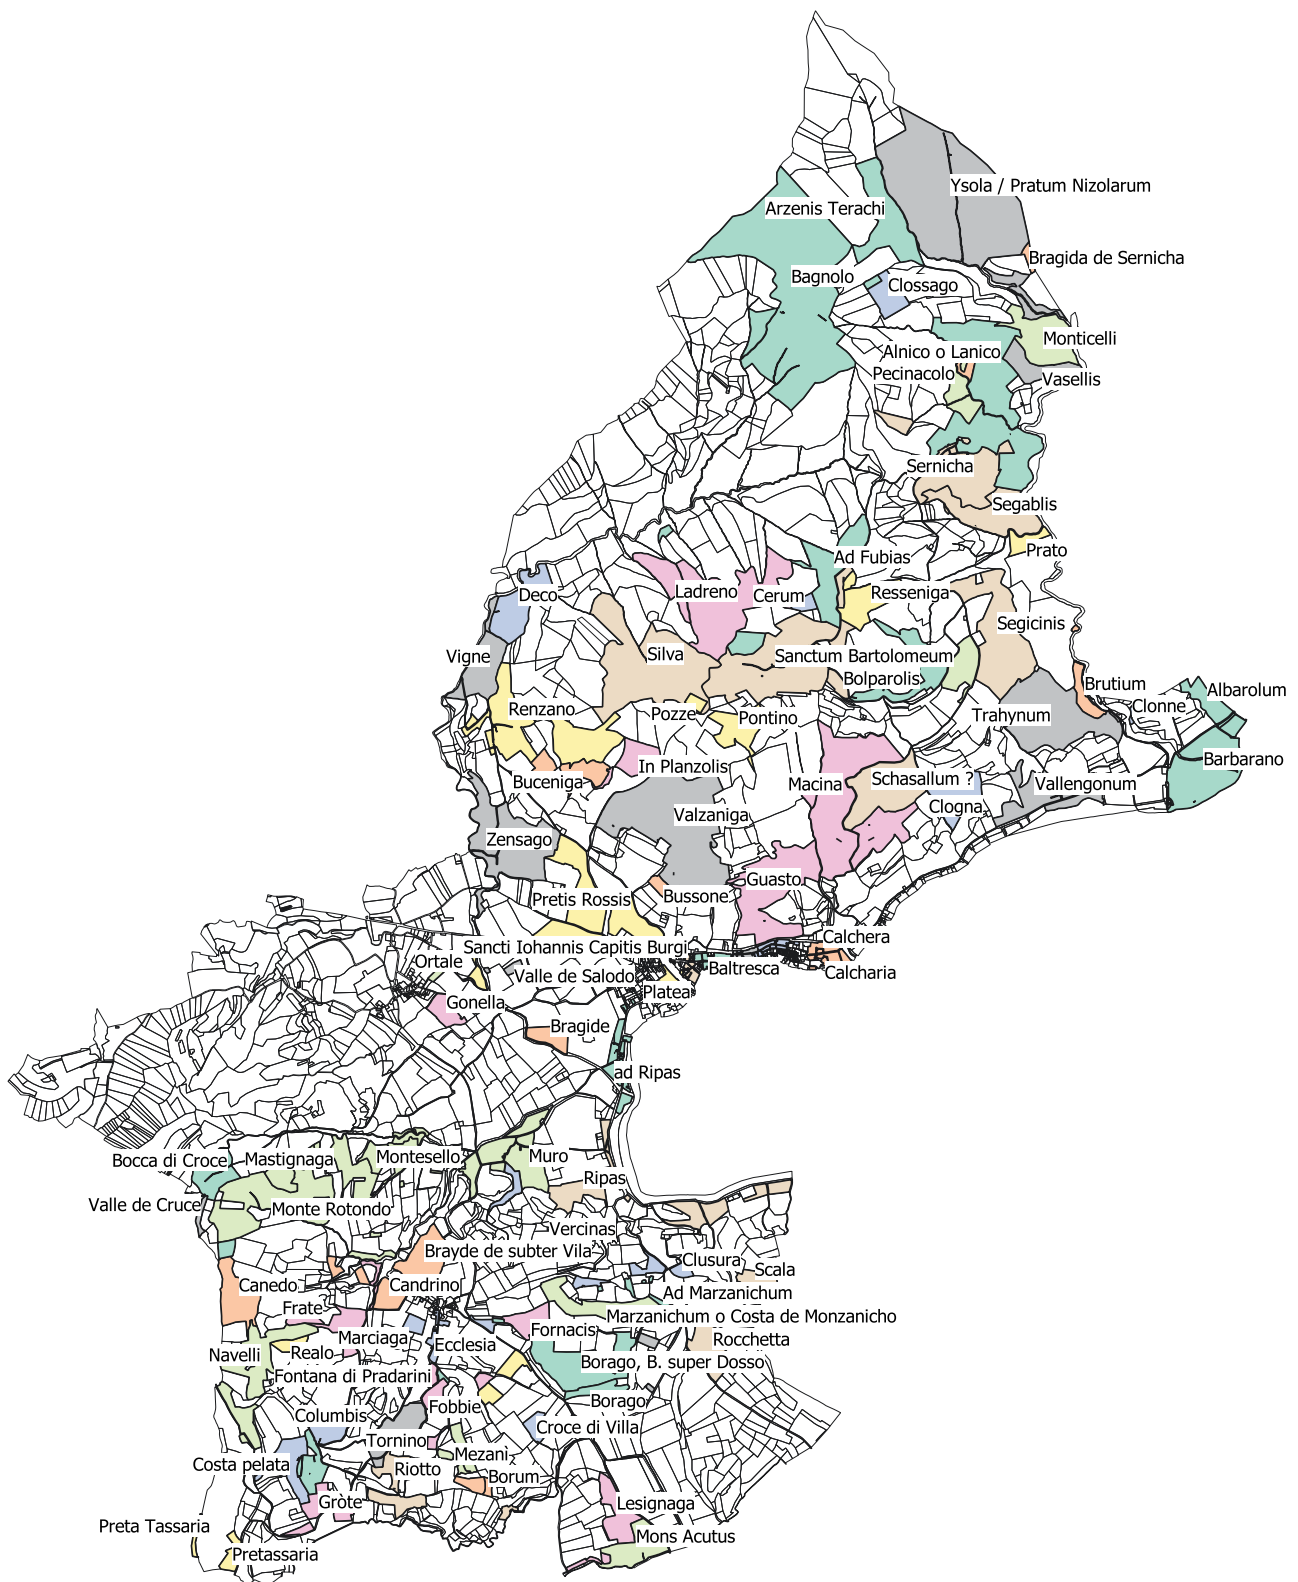 Ysola / Pratum Nizolarum
Arzenis Terachi
Bragida de Sernicha
Bagnolo
Clossago
Monticelli
Alnico o Lanico
Pecinacolo
Vasellis
Sernicha
Segablis
Prato
Ad Fubias
Ladreno
Cerum
Resseniga
Deco
Segicinis
Silva
Sanctum Bartolomeum
Vigne
Bolparolis
Brutium
Albarolum
Renzano
Clonne
Pozze
Pontino
Trahynum
Barbarano
In Planzolis
Buceniga
Macina
Schasallum ?
Vallengonum
Clogna
Valzaniga
Zensago
Guasto
Pretis Rossis
Bussone
Calchera
Sancti Iohannis Capitis Burgi
Ortale
Baltresca
Calcharia
Valle de Salodo
Platea
Gonella
Bragide
ad Ripas
Bocca di Croce
Mastignaga
Montesello
Muro
Ripas
Valle de Cruce
Monte Rotondo
Vercinas
Brayde de subter Vila
Clusura
Scala
Canedo
Candrino
Ad Marzanichum
Frate
Marzanichum o Costa de Monzanicho
Fornacis
Marciaga
Rocchetta
Ecclesia
Navelli
Realo
Borago, B. super Dosso
Fontana di Pradarini
Borago
Fobbie
Columbis
Croce di Villa
Tornino
Mezanì
Costa pelata
Riotto
Borum
Gròte
Lesignaga
Preta Tassaria
Mons Acutus
Pretassaria